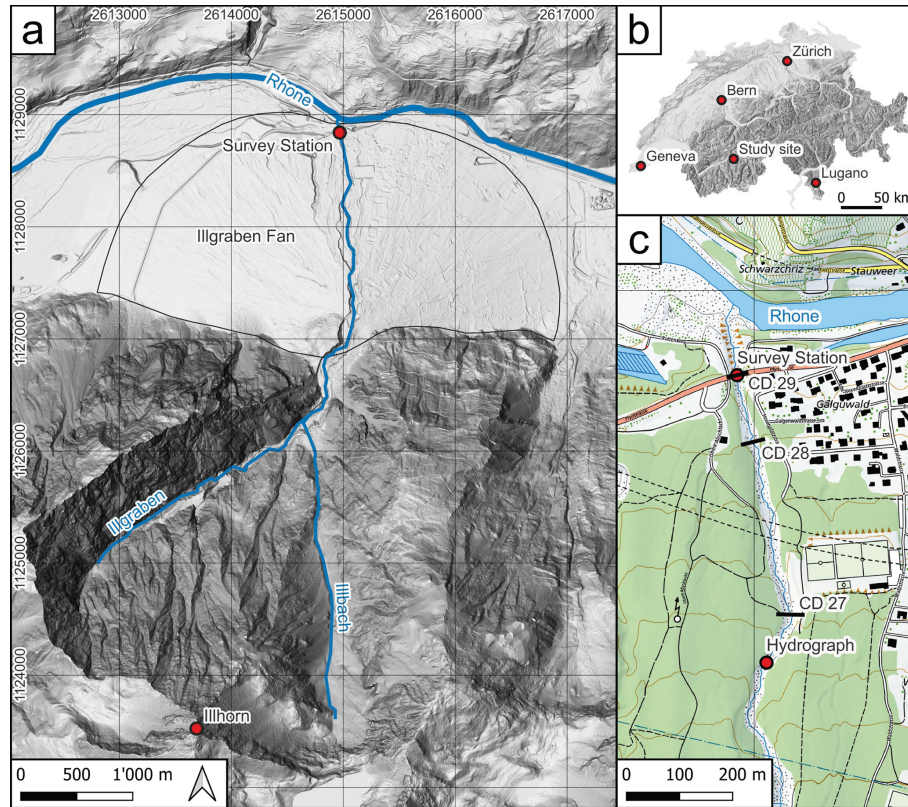 a
2613000 2614000 2615000 2616000 2617000
1129000
1128000
1127000
1126000
1125000
1124000
Rhone
Survey Station
Illgraben Fan
Illgraben
Illbach
Illhorn
0 500 1'000 m
b
Zürich
Bern
Study site
Geneva
Lugano
0 50 km
c
Schwarzchriz
Stauweer
Rhone
Survey Station
CD 29
Galguwald
CD 28
CD 27
Hydrograph
0 100 200 m